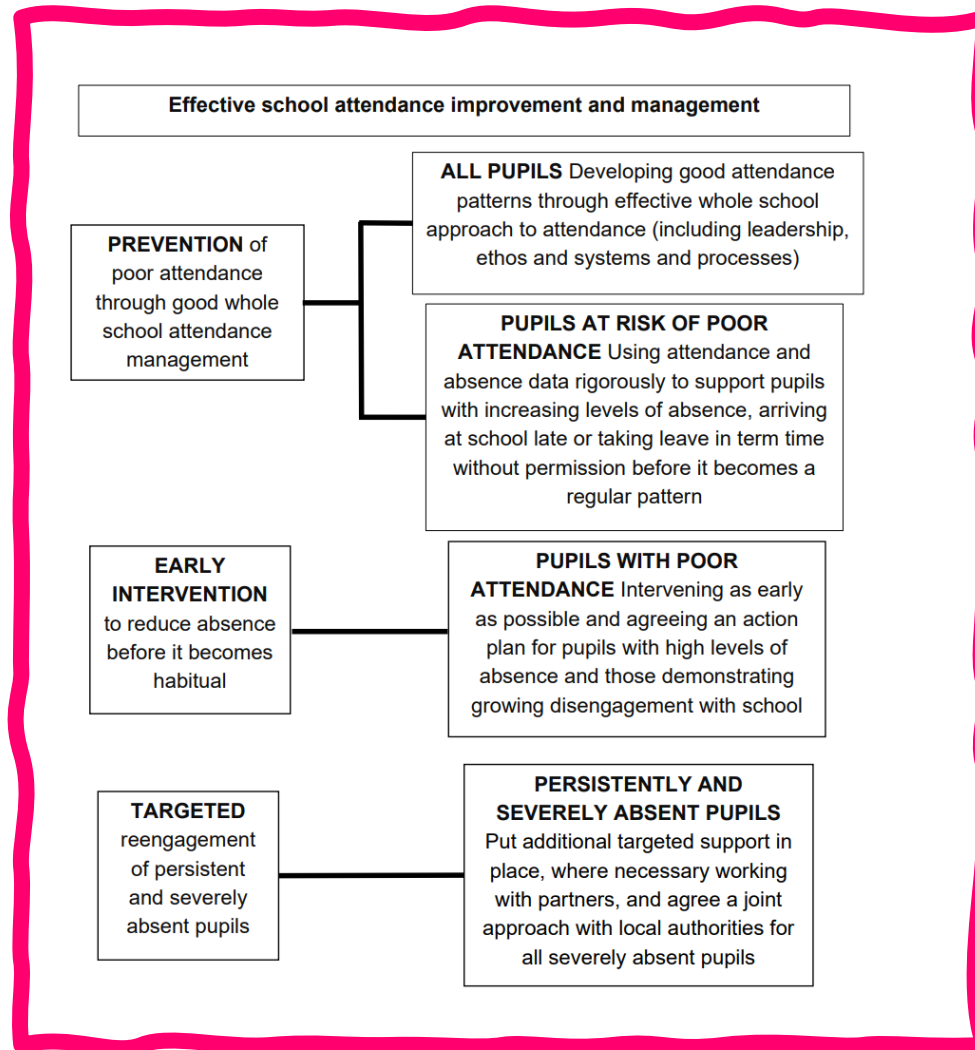 Effective school attendance improvement and management
PREVENTION of
poor attendance
through good whole
school attendance
management
ALL PUPILS Developing good attendance
patterns through effective whole school
approach to attendance (including leadership,
ethos and systems and processes)
PUPILS AT RISK OF POOR
ATTENDANCE Using attendance and
absence data rigorously to support pupils
with increasing levels of absence, arriving
at school late or taking leave in term time
without permission before it becomes a
regular pattern
EARLY
INTERVENTION
to reduce absence
before it becomes
habitual
PUPILS WITH POOR
ATTENDANCE Intervening as early
as possible and agreeing an action
plan for pupils with high levels of
absence and those demonstrating
growing disengagement with school
TARGETED
reengagement
of persistent
and severely
absent pupils
PERSISTENTLY AND
SEVERELY ABSENT PUPILS
Put additional targeted support in
place, where necessary working
with partners, and agree a joint
approach with local authorities for
all severely absent pupils